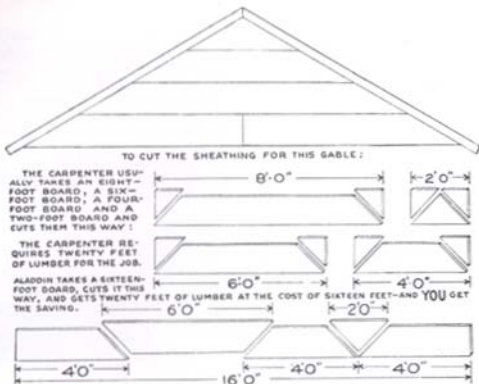 TO CUT THE SHEATHING FOR THIS GABLE:
THE CARPENTER USU-
ALLY TAKES AN EIGHT-
FOOT BOARD, A SIX-
FOOT BOARD, A FOUR-
FOOT BOARD AND A
TWO-FOOT BOARD AND
CUTS THEM THIS WAY:
8'-0"
2'0"
THE CARPENTER RE-
QUIRES TWENTY FEET
OF LUMBER FOR THE JOB.
6'0"
4'0"
ALADDIN TAKES A SIXTEEN-
FOOT BOARD, CUTS IT THIS
WAY, AND GETS TWENTY FEET OF LUMBER AT THE COST OF SIXTEEN FEET—AND YOU GET
THE SAVING.
6'0"
2'0"
4'0"
4'0"
4'0"
16'0"